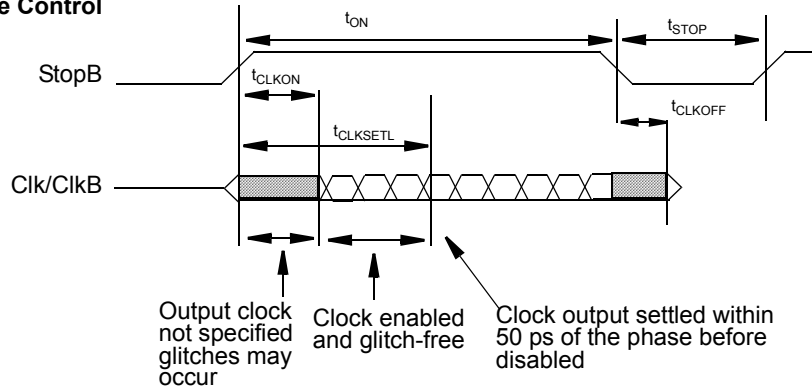 e Control
tON
tSTOP
StopB
tCLKON
tCLKOFF
tCLKSETL
Clk/ClkB
Output clock
not specified
glitches may
occur
Clock enabled
and glitch-free
Clock output settled within
50 ps of the phase before
disabled